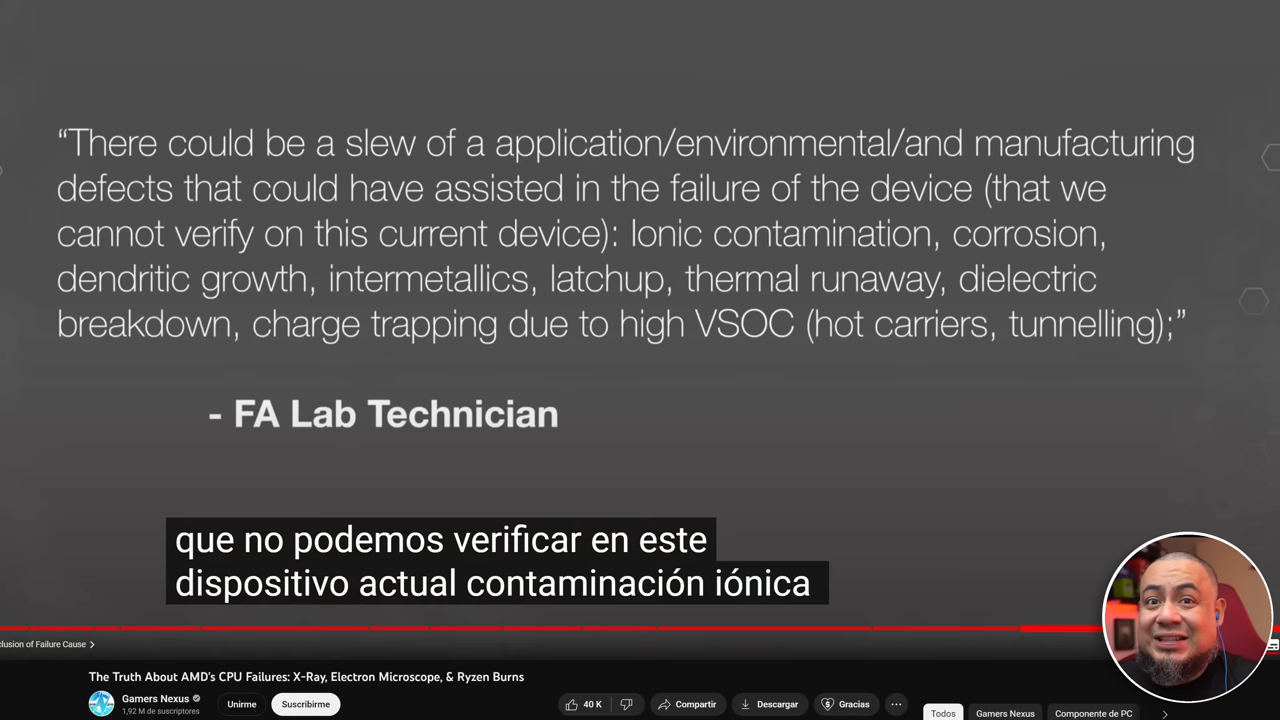 “There could be a slew of a application/environmental/and manufacturing
defects that could have assisted in the failure of the device (that we
cannot verify on this current device): Ionic contamination, corrosion,
dendritic growth, intermetallics, latchup, thermal runaway, dielectric
breakdown, charge trapping due to high VSOC (hot carriers, tunnelling);”
- FA Lab Technician
que no podemos verificar en este
dispositivo actual contaminación iónica
clusion of Failure Cause
The Truth About AMD's CPU Failures: X-Ray, Electron Microscope, & Ryzen Burns
Gamers Nexus
1,92 M de suscriptores
Unirme
Suscribirme
40 K
Compartir
Descargar
Gracias
Todos
Gamers Nexus
Componente de PC